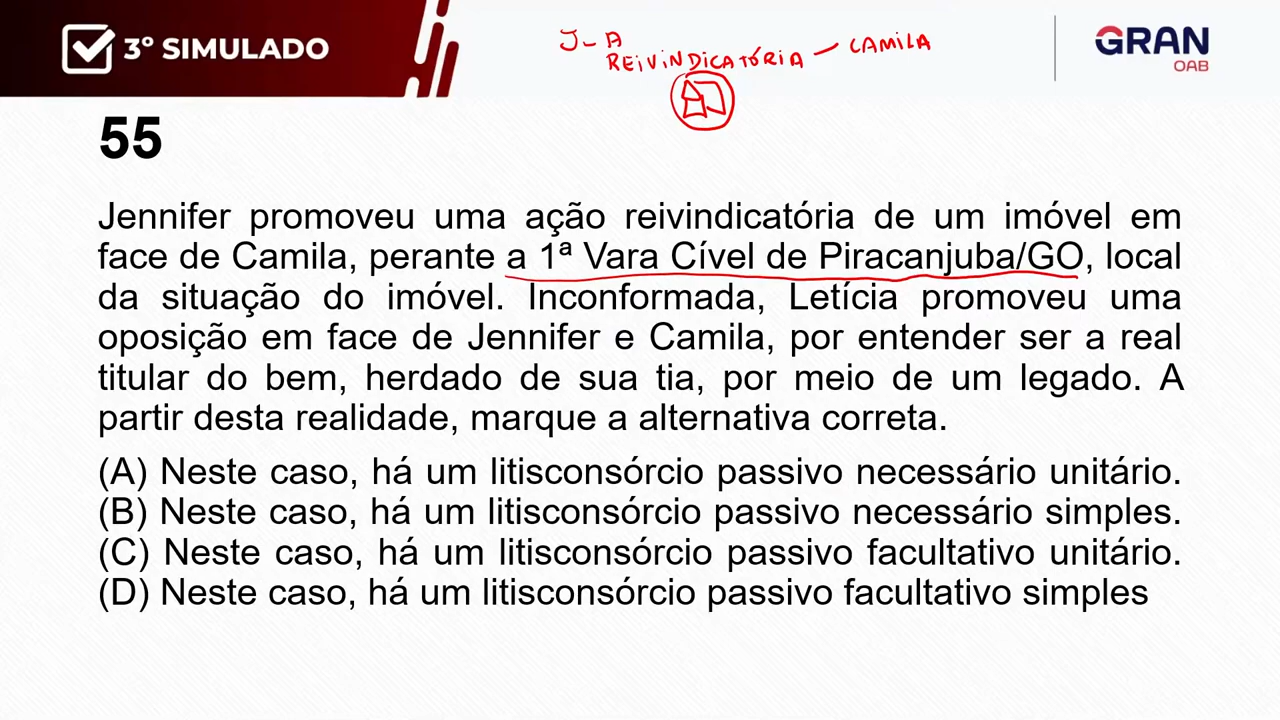 3º SIMULADO
J - A
REIVINDICATÓRIA - CAMILA
GRAN
OAB
55
Jennifer promoveu uma ação reivindicatória de um imóvel em
face de Camila, perante a 1ª Vara Cível de Piracanjuba/GO, local
da situação do imóvel. Inconformada, Letícia promoveu uma
oposição em face de Jennifer e Camila, por entender ser a real
titular do bem, herdado de sua tia, por meio de um legado. A
partir desta realidade, marque a alternativa correta.
(A) Neste caso, há um litisconsórcio passivo necessário unitário.
(B) Neste caso, há um litisconsórcio passivo necessário simples.
(C) Neste caso, há um litisconsórcio passivo facultativo unitário.
(D) Neste caso, há um litisconsórcio passivo facultativo simples